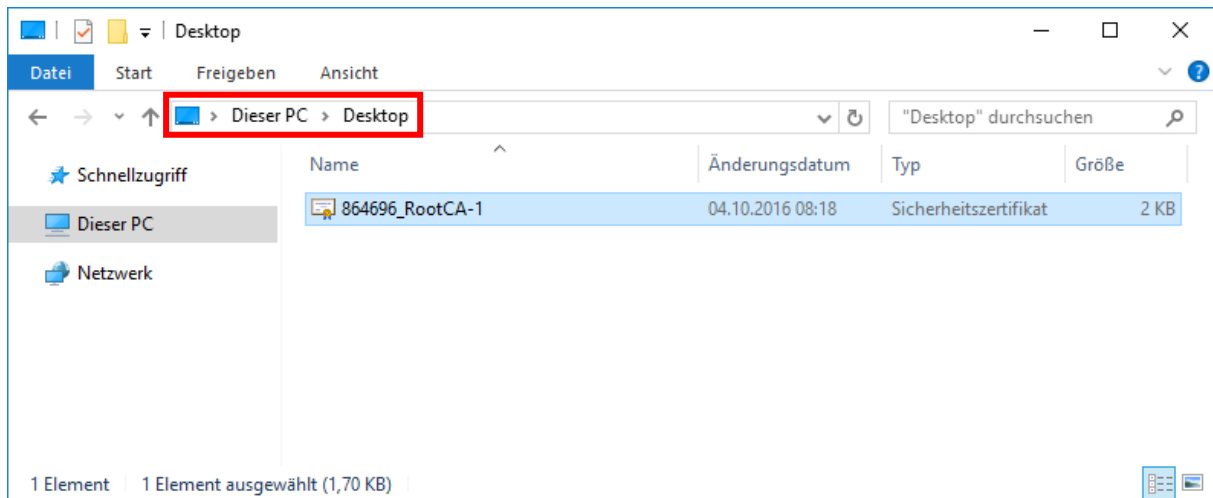 Desktop
Datei Start Freigeben Ansicht
Dieser PC Desktop "Desktop" durchsuchen
Schnellzugriff
Dieser PC
Netzwerk
Name Änderungsdatum Typ Größe
864696_RootCA-1 04.10.2016 08:18 Sicherheitszertifikat 2 KB
1 Element 1 Element ausgewählt (1,70 KB)